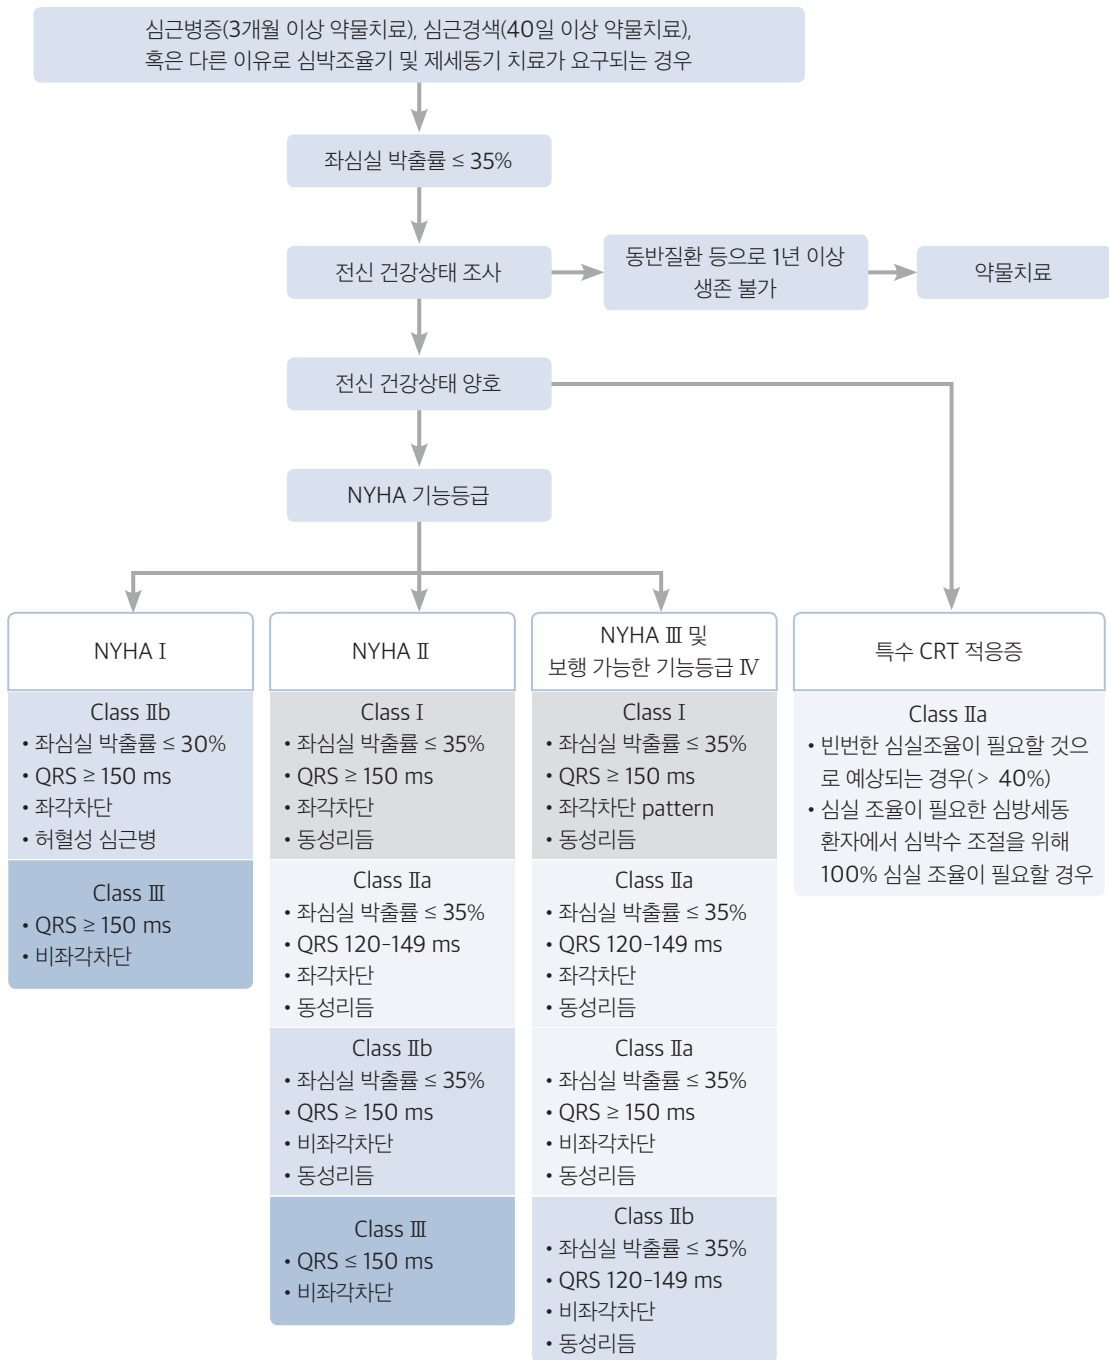 심근병증(3개월 이상 약물치료), 심근경색(40일 이상 약물치료),
혹은 다른 이유로 심박조율기 및 제세동기 치료가 요구되는 경우
좌심실 박출률 ≤ 35%
전신 건강상태 조사
동반질환 등으로 1년 이상
생존 불가
약물치료
전신 건강상태 양호
NYHA 기능등급
NYHA Ⅰ
Class Ⅱb
• 좌심실 박출률 ≤ 30%
• QRS ≥ 150 ms
• 좌각차단
• 허혈성 심근병
Class Ⅲ
• QRS ≥ 150 ms
• 비좌각차단
NYHA Ⅱ
Class Ⅰ
• 좌심실 박출률 ≤ 35%
• QRS ≥ 150 ms
• 좌각차단
• 동성리듬
Class Ⅱa
• 좌심실 박출률 ≤ 35%
• QRS 120-149 ms
• 좌각차단
• 동성리듬
Class Ⅱb
• 좌심실 박출률 ≤ 35%
• QRS ≥ 150 ms
• 비좌각차단
• 동성리듬
Class Ⅲ
• QRS ≤ 150 ms
• 비좌각차단
NYHA Ⅲ 및
보행 가능한 기능등급 Ⅳ
Class Ⅰ
• 좌심실 박출률 ≤ 35%
• QRS ≥ 150 ms
• 좌각차단 pattern
• 동성리듬
Class Ⅱa
• 좌심실 박출률 ≤ 35%
• QRS 120-149 ms
• 좌각차단
• 동성리듬
Class Ⅱa
• 좌심실 박출률 ≤ 35%
• QRS ≥ 150 ms
• 비좌각차단
• 동성리듬
Class Ⅱb
• 좌심실 박출률 ≤ 35%
• QRS 120-149 ms
• 비좌각차단
• 동성리듬
특수 CRT 적응증
Class Ⅱa
• 빈번한 심실조율이 필요할 것으
로 예상되는 경우(> 40%)
• 심실 조율이 필요한 심방세동
환자에서 심박수 조절을 위해
100% 심실 조율이 필요할 경우